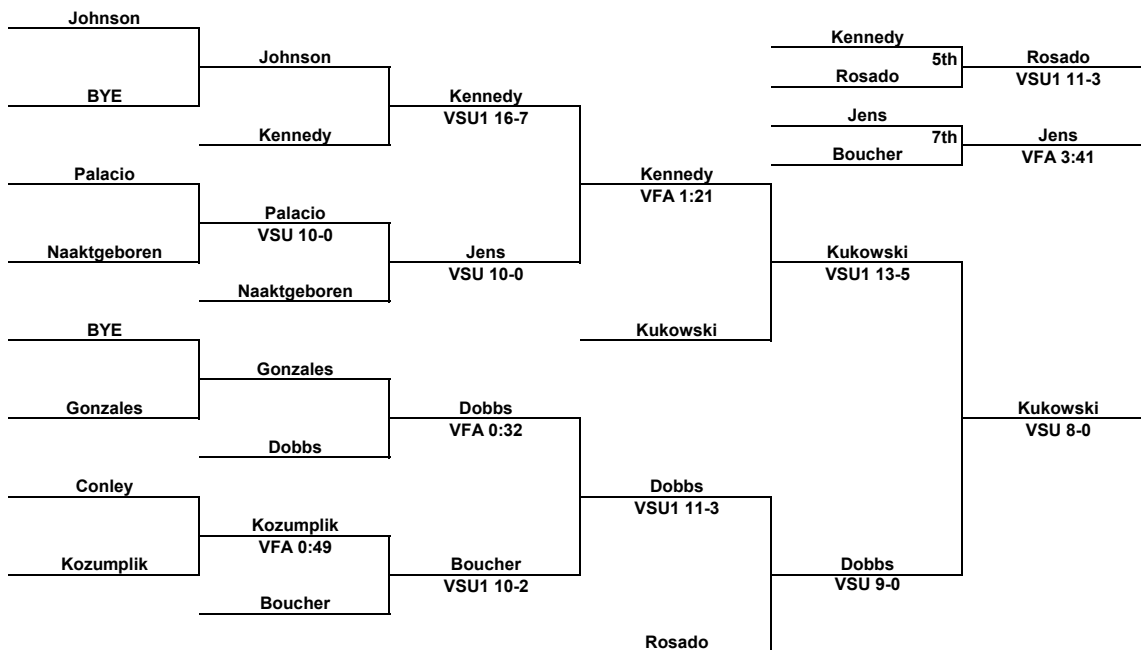 Johnson
BYE
Palacio
Naaktgeboren
BYE
Gonzales
Conley
Kozumplik
Johnson
Kennedy
Palacio
VSU 10-0
Naaktgeboren
Gonzales
Dobbs
Kozumplik
VFA 0:49
Boucher
Kennedy
VSU1 16-7
Jens
VSU 10-0
Dobbs
VFA 0:32
Boucher
VSU1 10-2
Kennedy
VFA 1:21
Kukowski
Dobbs
VSU1 11-3
Rosado
Kukowski
VSU1 13-5
Dobbs
VSU 9-0
Kukowski
VSU 8-0
Kennedy
5th
Rosado
Rosado
VSU1 11-3
Jens
7th
Boucher
Jens
VFA 3:41